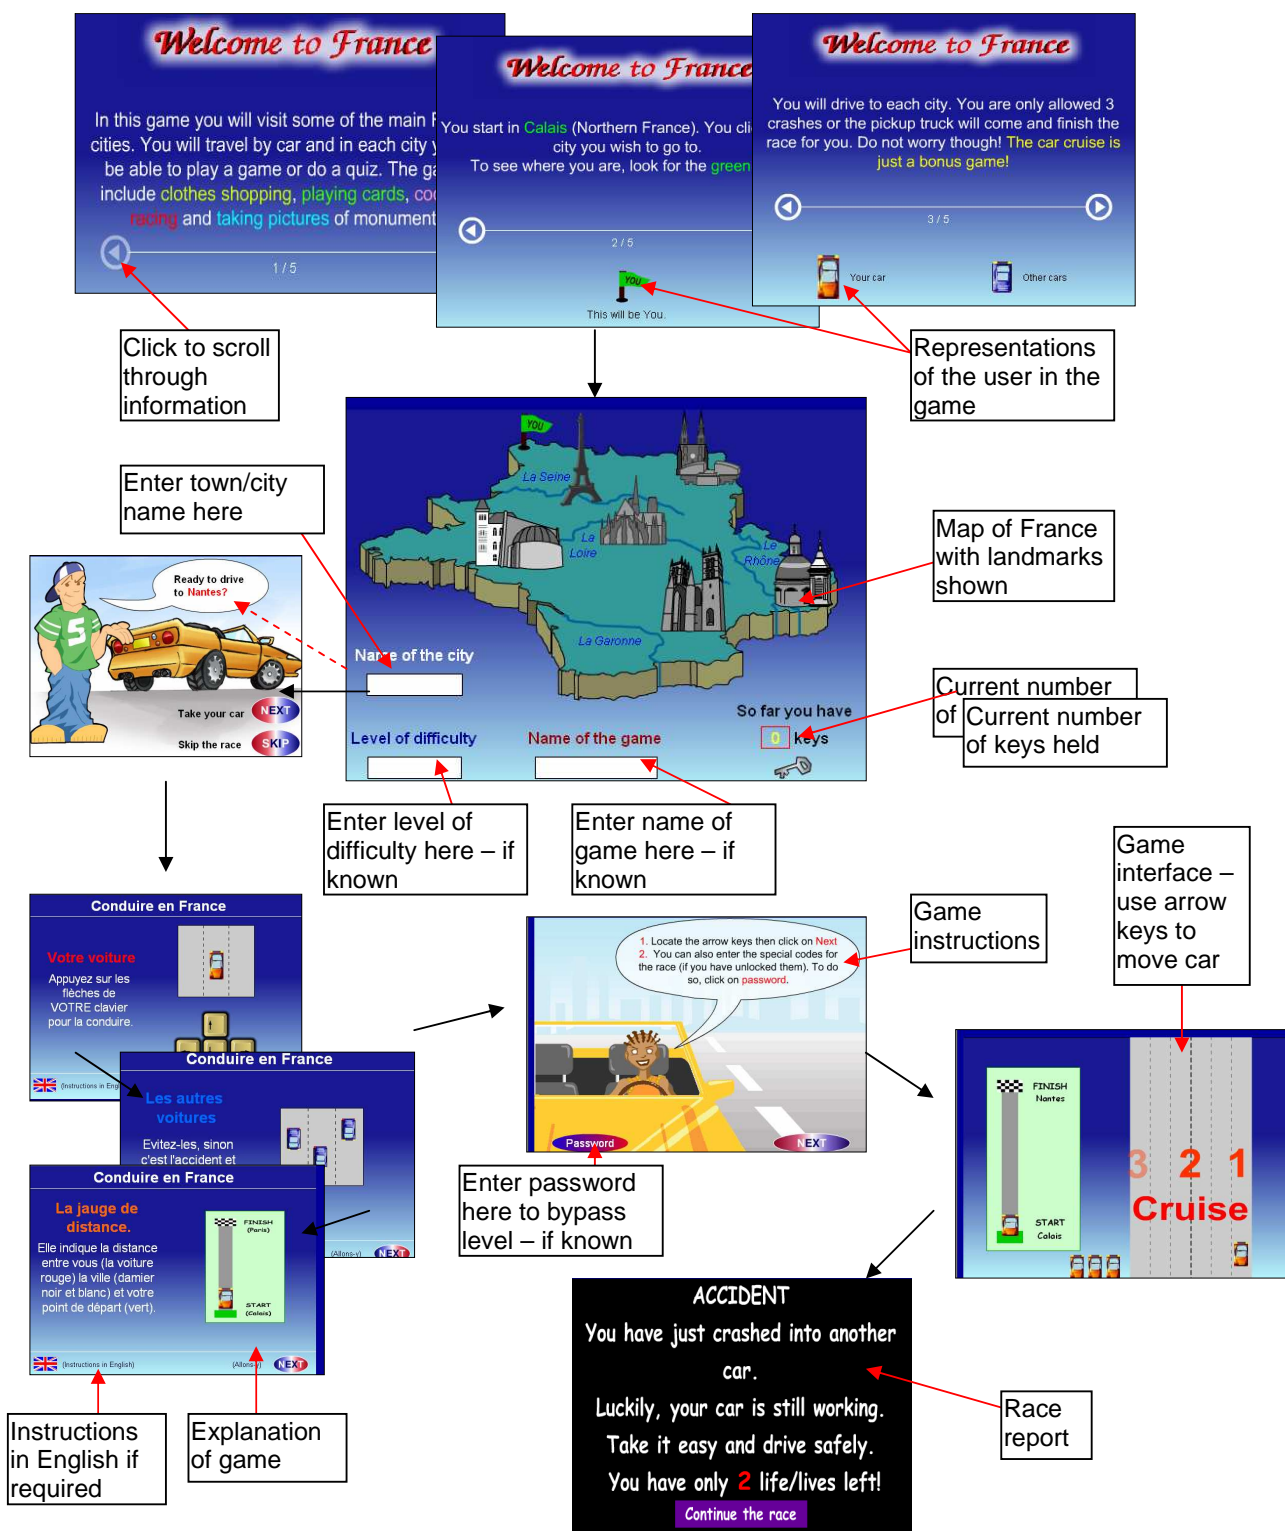 Welcome to France
In this game you will visit some of the main
cities. You will travel by car and in each city
be able to play a game or do a quiz. The
include clothes shopping, playing cards,
racing and taking pictures of
1 / 5
Welcome to France
You start in Calais (Northern France). You
city you wish to go to.
To see where you are, look for the green
2 / 5
YOU
This will be You.
Welcome to France
You will drive to each city. You are only allowed 3
crashes or the pickup truck will come and finish the
race for you. Do not worry though! The car cruise is
just a bonus game!
3 / 5
Your car
Other cars
Click to scroll
through
information
Representations
of the user in the
game
Enter town/city
name here
YOU
La Seine
La
Loire
Le
Rhône
La Garonne
Name of the city
Level of difficulty
Name of the game
So far you have
0 keys
Map of France
with landmarks
shown
Current number
of
Current number
of keys held
Ready to drive
to Nantes?
S
Take your car NEXT
Skip the race SKIP
Enter level of
difficulty here – if
known
Enter name of
game here – if
known
Game
interface –
use arrow
keys to
move car
Conduire en France
Votre voiture
Appuyez sur les
flèches de
VOTRE clavier
pour la conduire.
(Instructions in
Conduire en France
Les autres
voitures
Evitez-les, sinon
c'est l'accident et
(Allons-y) NEXT
Conduire en France
La jauge de
distance.
Elle indique la distance
entre vous (la voiture
rouge) la ville (damier
noir et blanc) et votre
point de départ (vert).
FINISH
(Paris)
START
(Calais)
(Instructions in English)
(Allons-y) NEXT
1. Locate the arrow keys then click on Next
2. You can also enter the special codes for
the race (if you have unlocked them). To do
so, click on password.
Password
NEXT
Game
instructions
Enter password
here to bypass
level – if known
FINISH
Nantes
START
Calais
3 2 1
Cruise
ACCIDENT
You have just crashed into another
car.
Luckily, your car is still working.
Take it easy and drive safely.
You have only 2 life/lives left!
Continue the race
Race
report
Instructions
in English if
required
Explanation
of game